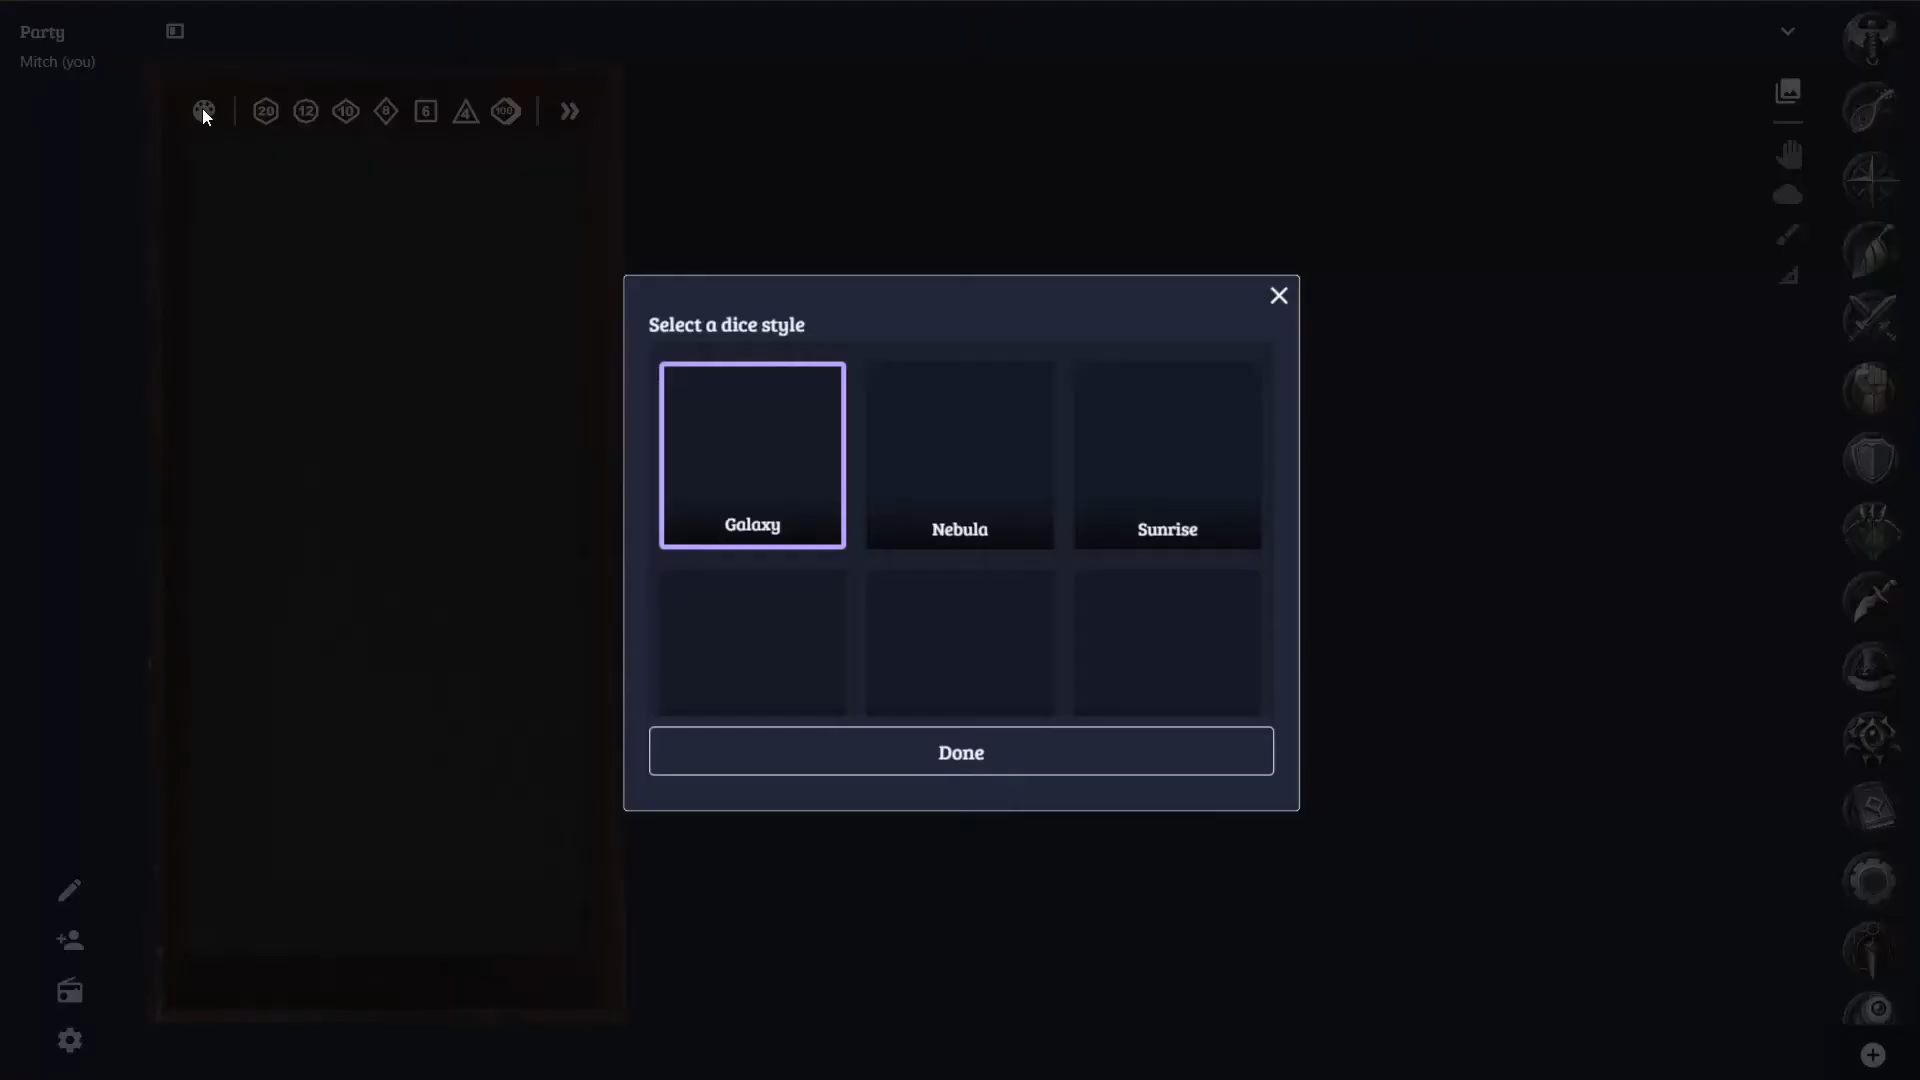 Party
Mitch (you)
20 12 10 8 6 4 100
Select a dice style
Galaxy
Nebula
Sunrise
Done